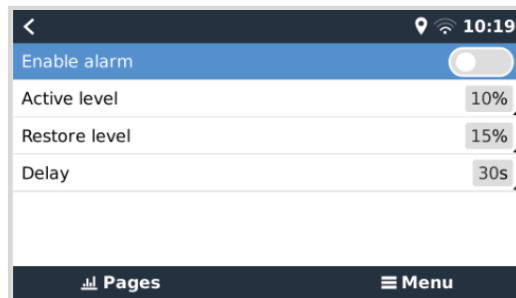 10:19
Enable alarm
Active level 10%
Restore level 15%
Delay 30s
Pages Menu